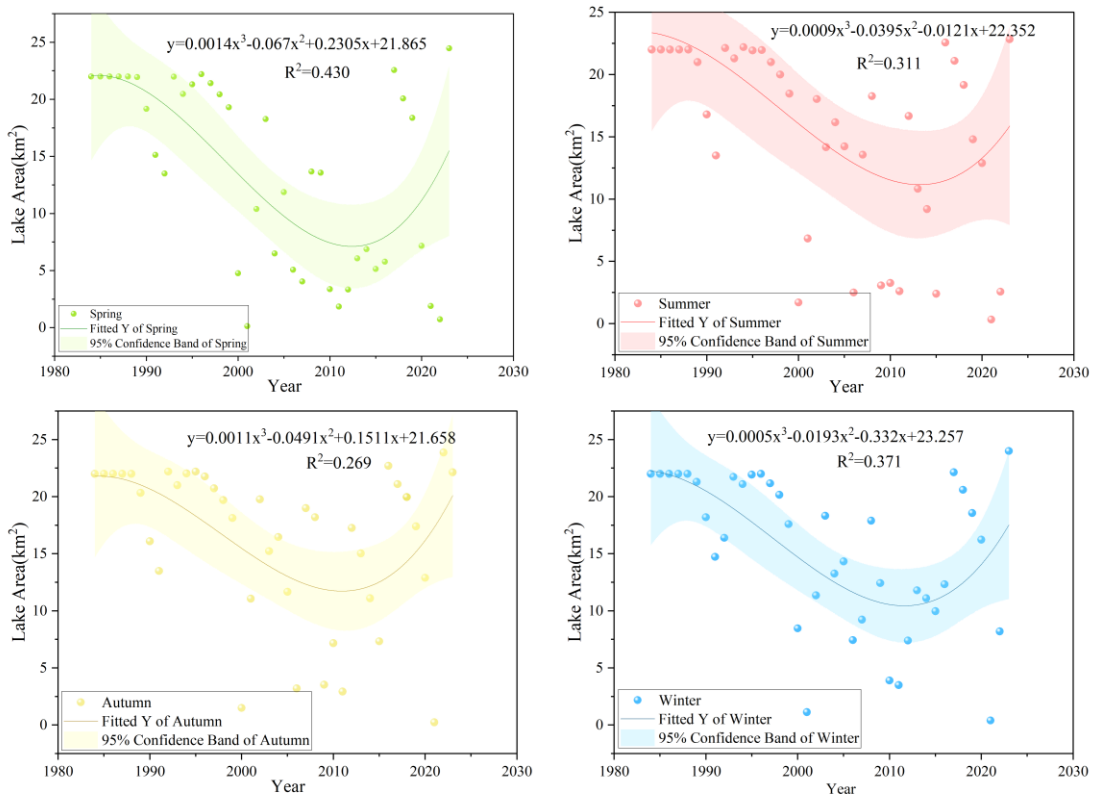 y=0.0014x³-0.067x²+0.2305x+21.865
R²=0.430
Lake Area(km²)
25
20
15
10
5
0
Spring
Fitted Y of Spring
95% Confidence Band of Spring
1980 1990 2000 2010 2020 2030
Year
y=0.0009x³-0.0395x²-0.0121x+22.352
R²=0.311
Lake Area(km²)
25
20
15
10
5
0
Summer
Fitted Y of Summer
95% Confidence Band of Summer
1980 1990 2000 2010 2020 2030
Year
y=0.0011x³-0.0491x²+0.1511x+21.658
R²=0.269
Lake Area(km²)
25
20
15
10
5
0
Autumn
Fitted Y of Autumn
95% Confidence Band of Autumn
1980 1990 2000 2010 2020 2030
Year
y=0.0005x³-0.0193x²-0.332x+23.257
R²=0.371
Lake Area(km²)
25
20
15
10
5
0
Winter
Fitted Y of Winter
95% Confidence Band of Winter
1980 1990 2000 2010 2020 2030
Year